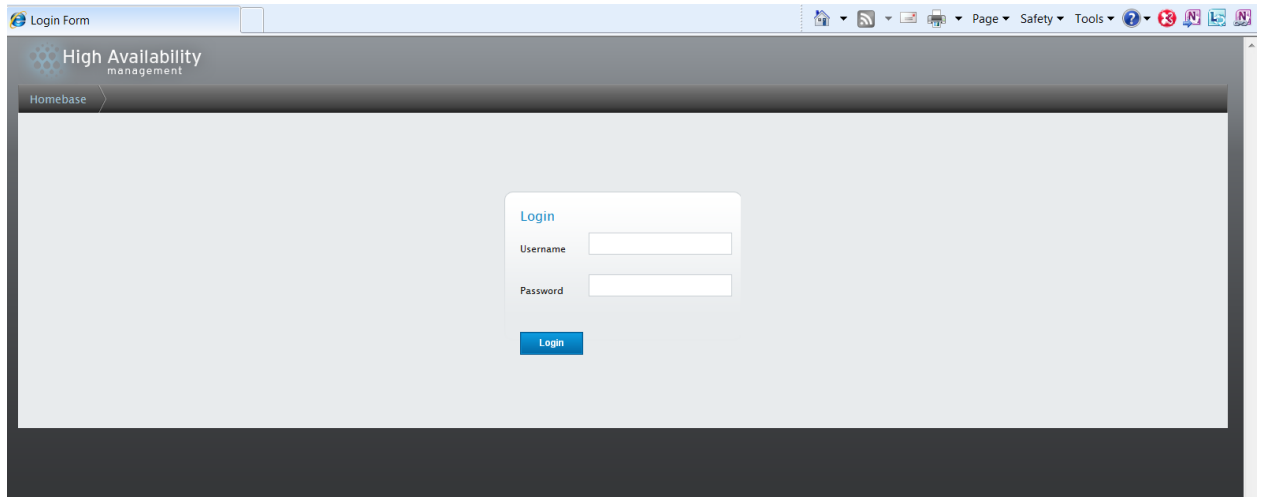 Login Form
Page Safety Tools
High Availability
management
Homebase
Login
Username
Password
Login